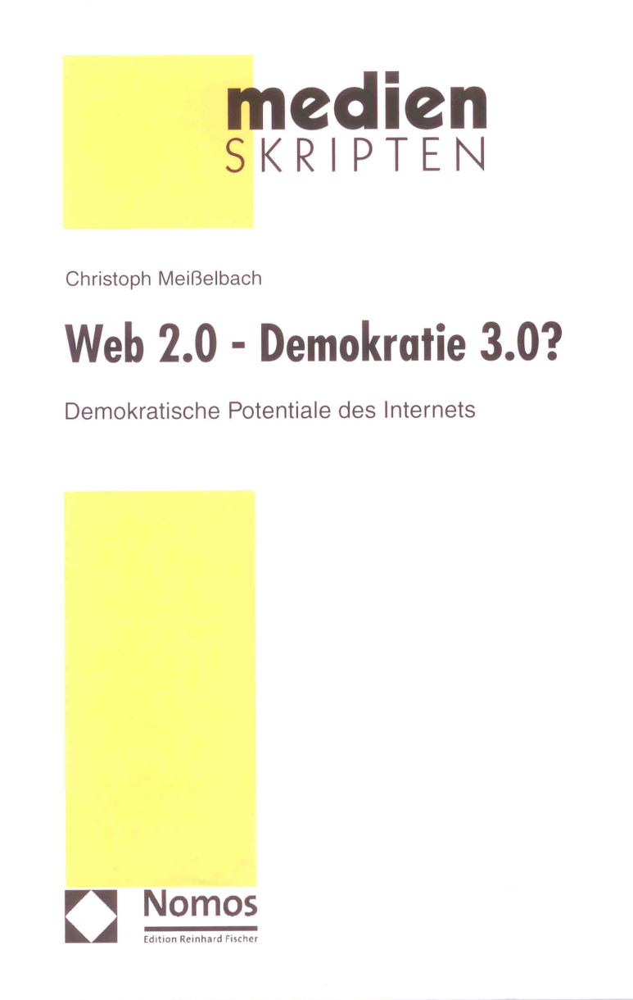 medien
SKRIPTEN
Christoph Meißelbach
Web 2.0 - Demokratie 3.0?
Demokratische Potentiale des Internets
Nomos
Edition Reinhard Fischer